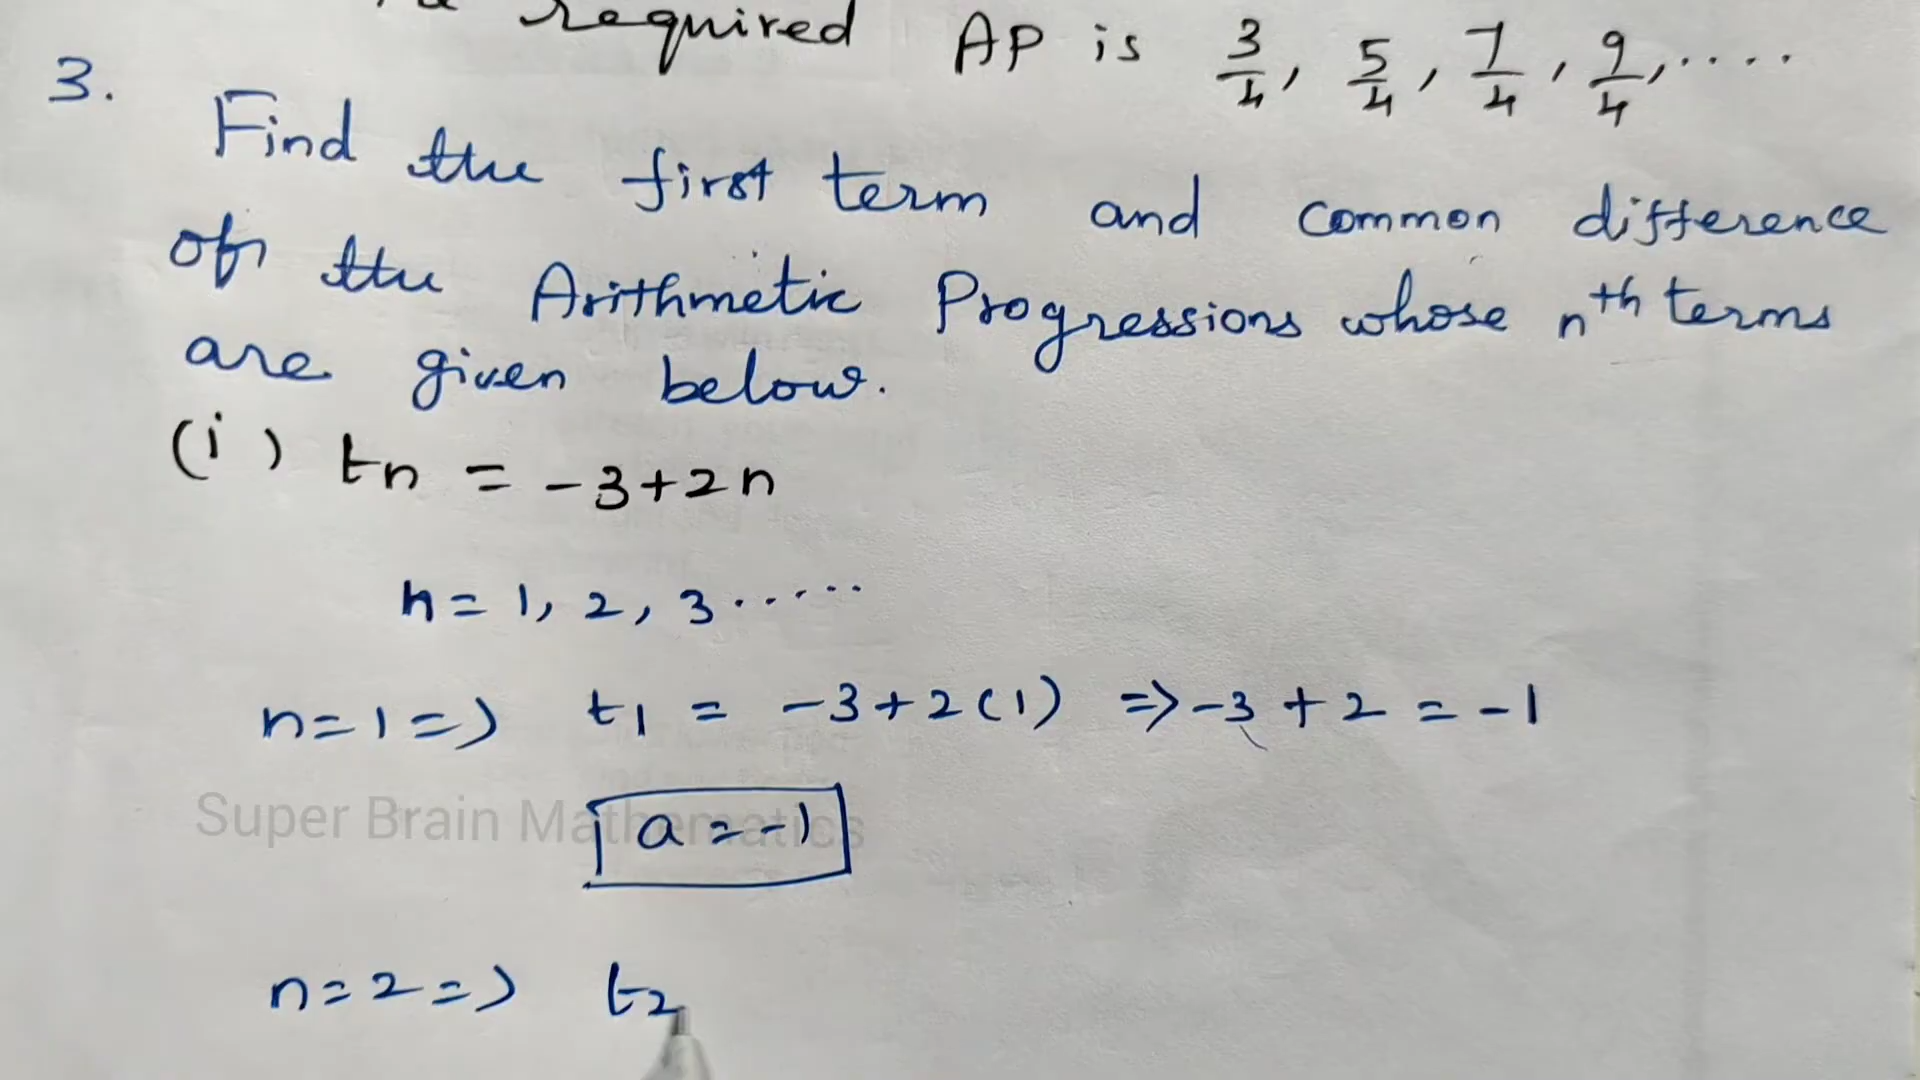 required AP is 3/4, 5/4, 7/4, 9/4, ....
3. Find the first term and common difference
of the Arithmetic Progressions whose nth terms
are given below.
(i) tn = -3+2n
n = 1, 2, 3 ......
n=1 => t1 = -3+2(1) => -3+2 = -1
a = -1
Super Brain Mathematics
n=2 => t2